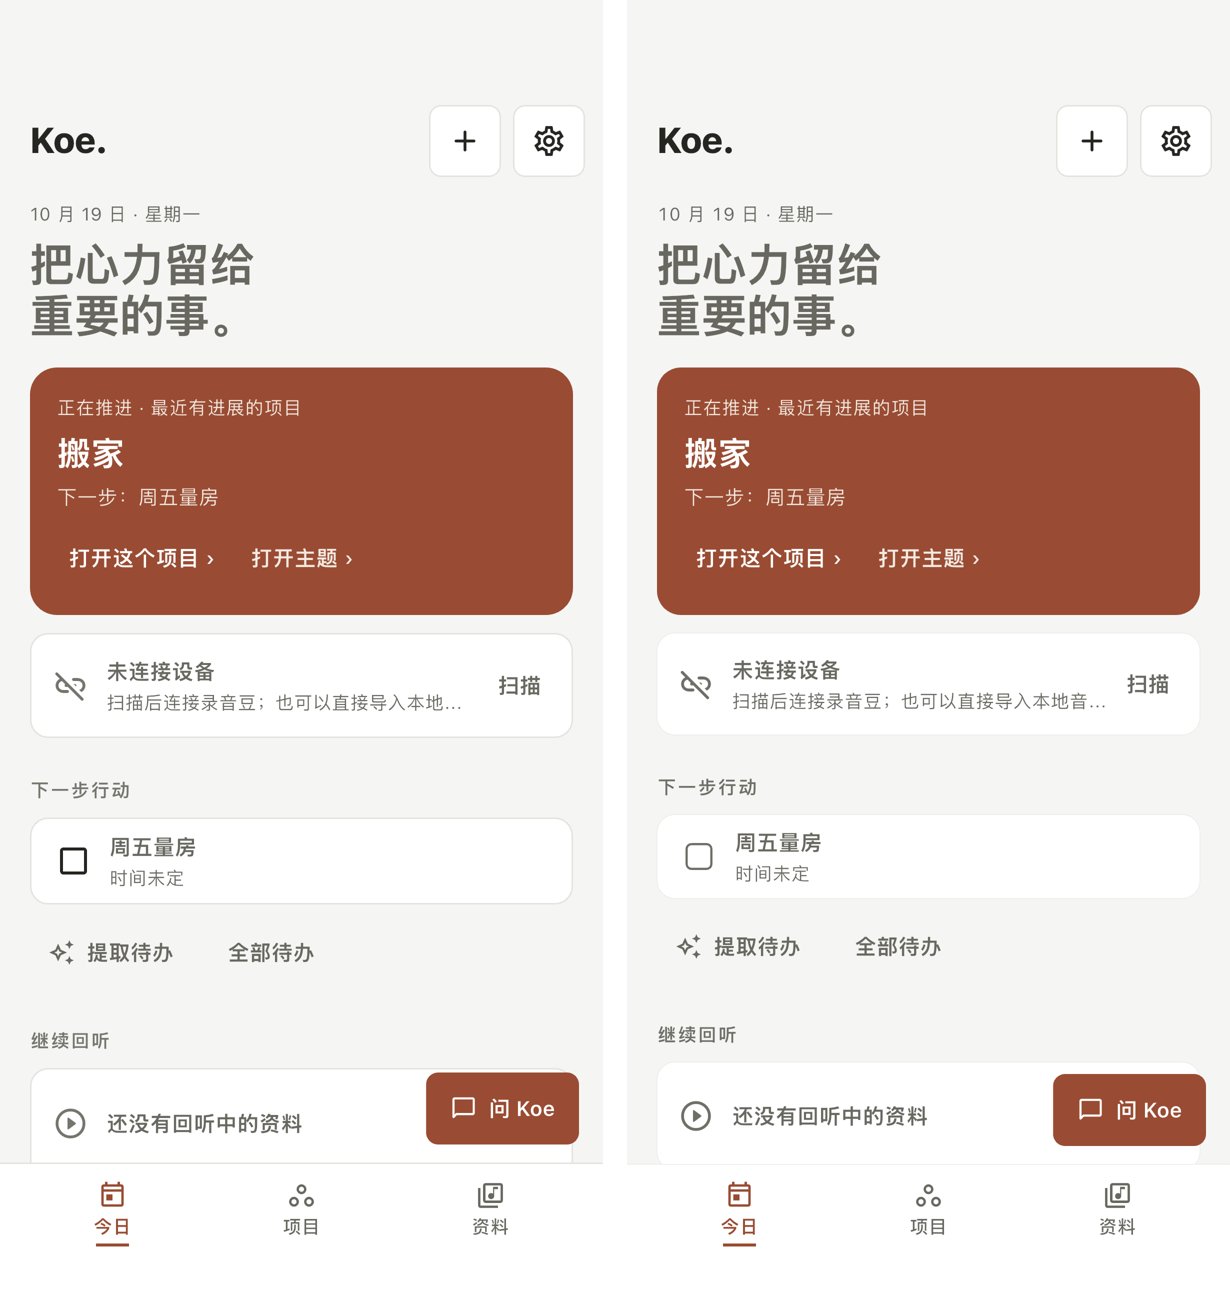 Koe.
10 月 19 日 · 星期一
把心力留给
重要的事。
正在推进 · 最近有进展的项目
搬家
下一步：周五量房
打开这个项目 › 打开主题 ›
未连接设备
扫描后连接录音豆；也可以直接导入本地...
扫描
下一步行动
周五量房
时间未定
提取待办 全部待办
继续回听
还没有回听中的资料
问 Koe
今日 项目 资料
Koe.
10 月 19 日 · 星期一
把心力留给
重要的事。
正在推进 · 最近有进展的项目
搬家
下一步：周五量房
打开这个项目 › 打开主题 ›
未连接设备
扫描后连接录音豆；也可以直接导入本地音...
扫描
下一步行动
周五量房
时间未定
提取待办 全部待办
继续回听
还没有回听中的资料
问 Koe
今日 项目 资料